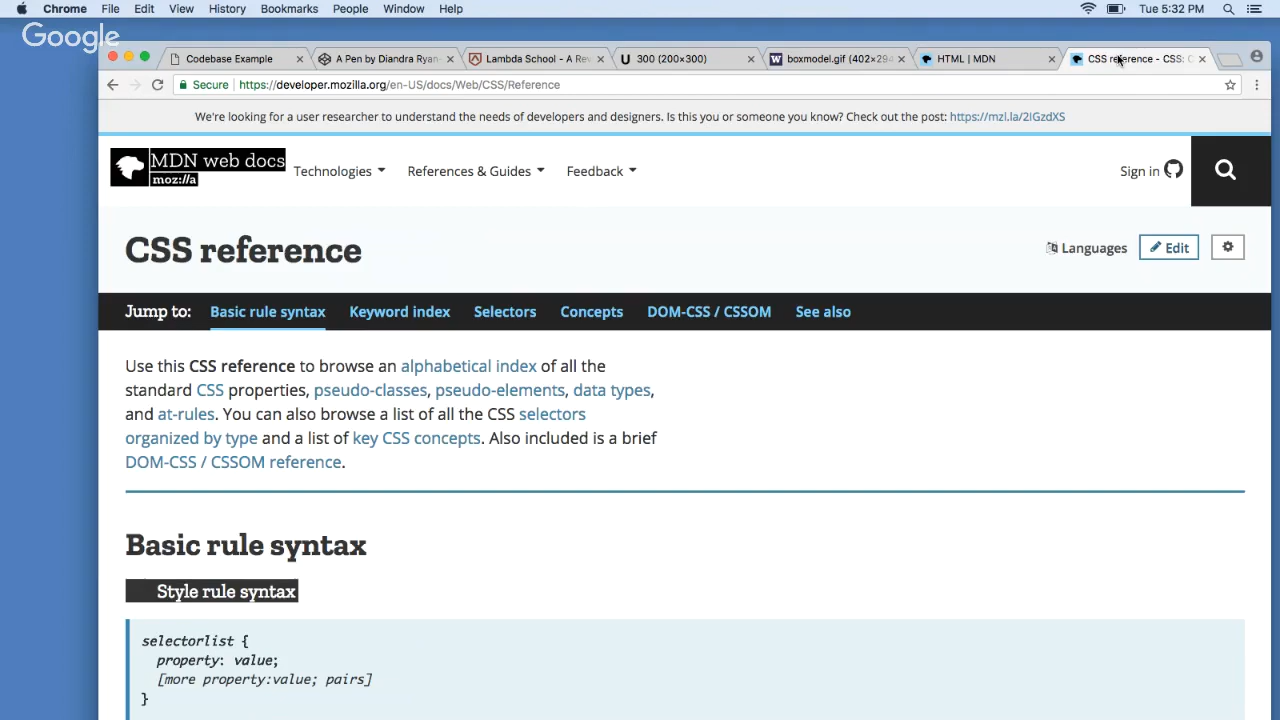 Chrome File Edit View History Bookmarks People Window Help Tue 5:32 PM
Google
Codebase Example
A Pen by Diandra Ryan-
Lambda School - A Rev
300 (200×300)
boxmodel.gif (402×294
HTML | MDN
CSS reference - CSS: C
Secure https://developer.mozilla.org/en-US/docs/Web/CSS/Reference
We're looking for a user researcher to understand the needs of developers and designers. Is this you or someone you know? Check out the post: https://mzl.la/2IGzdXS
MDN web docs
moz://a
Technologies References & Guides Feedback Sign in
CSS reference
Languages Edit
Jump to: Basic rule syntax Keyword index Selectors Concepts DOM-CSS / CSSOM See also
Use this CSS reference to browse an alphabetical index of all the
standard CSS properties, pseudo-classes, pseudo-elements, data types,
and at-rules. You can also browse a list of all the CSS selectors
organized by type and a list of key CSS concepts. Also included is a brief
DOM-CSS / CSSOM reference.
Basic rule syntax
Style rule syntax
selectorlist {
property: value;
[more property:value; pairs]
}